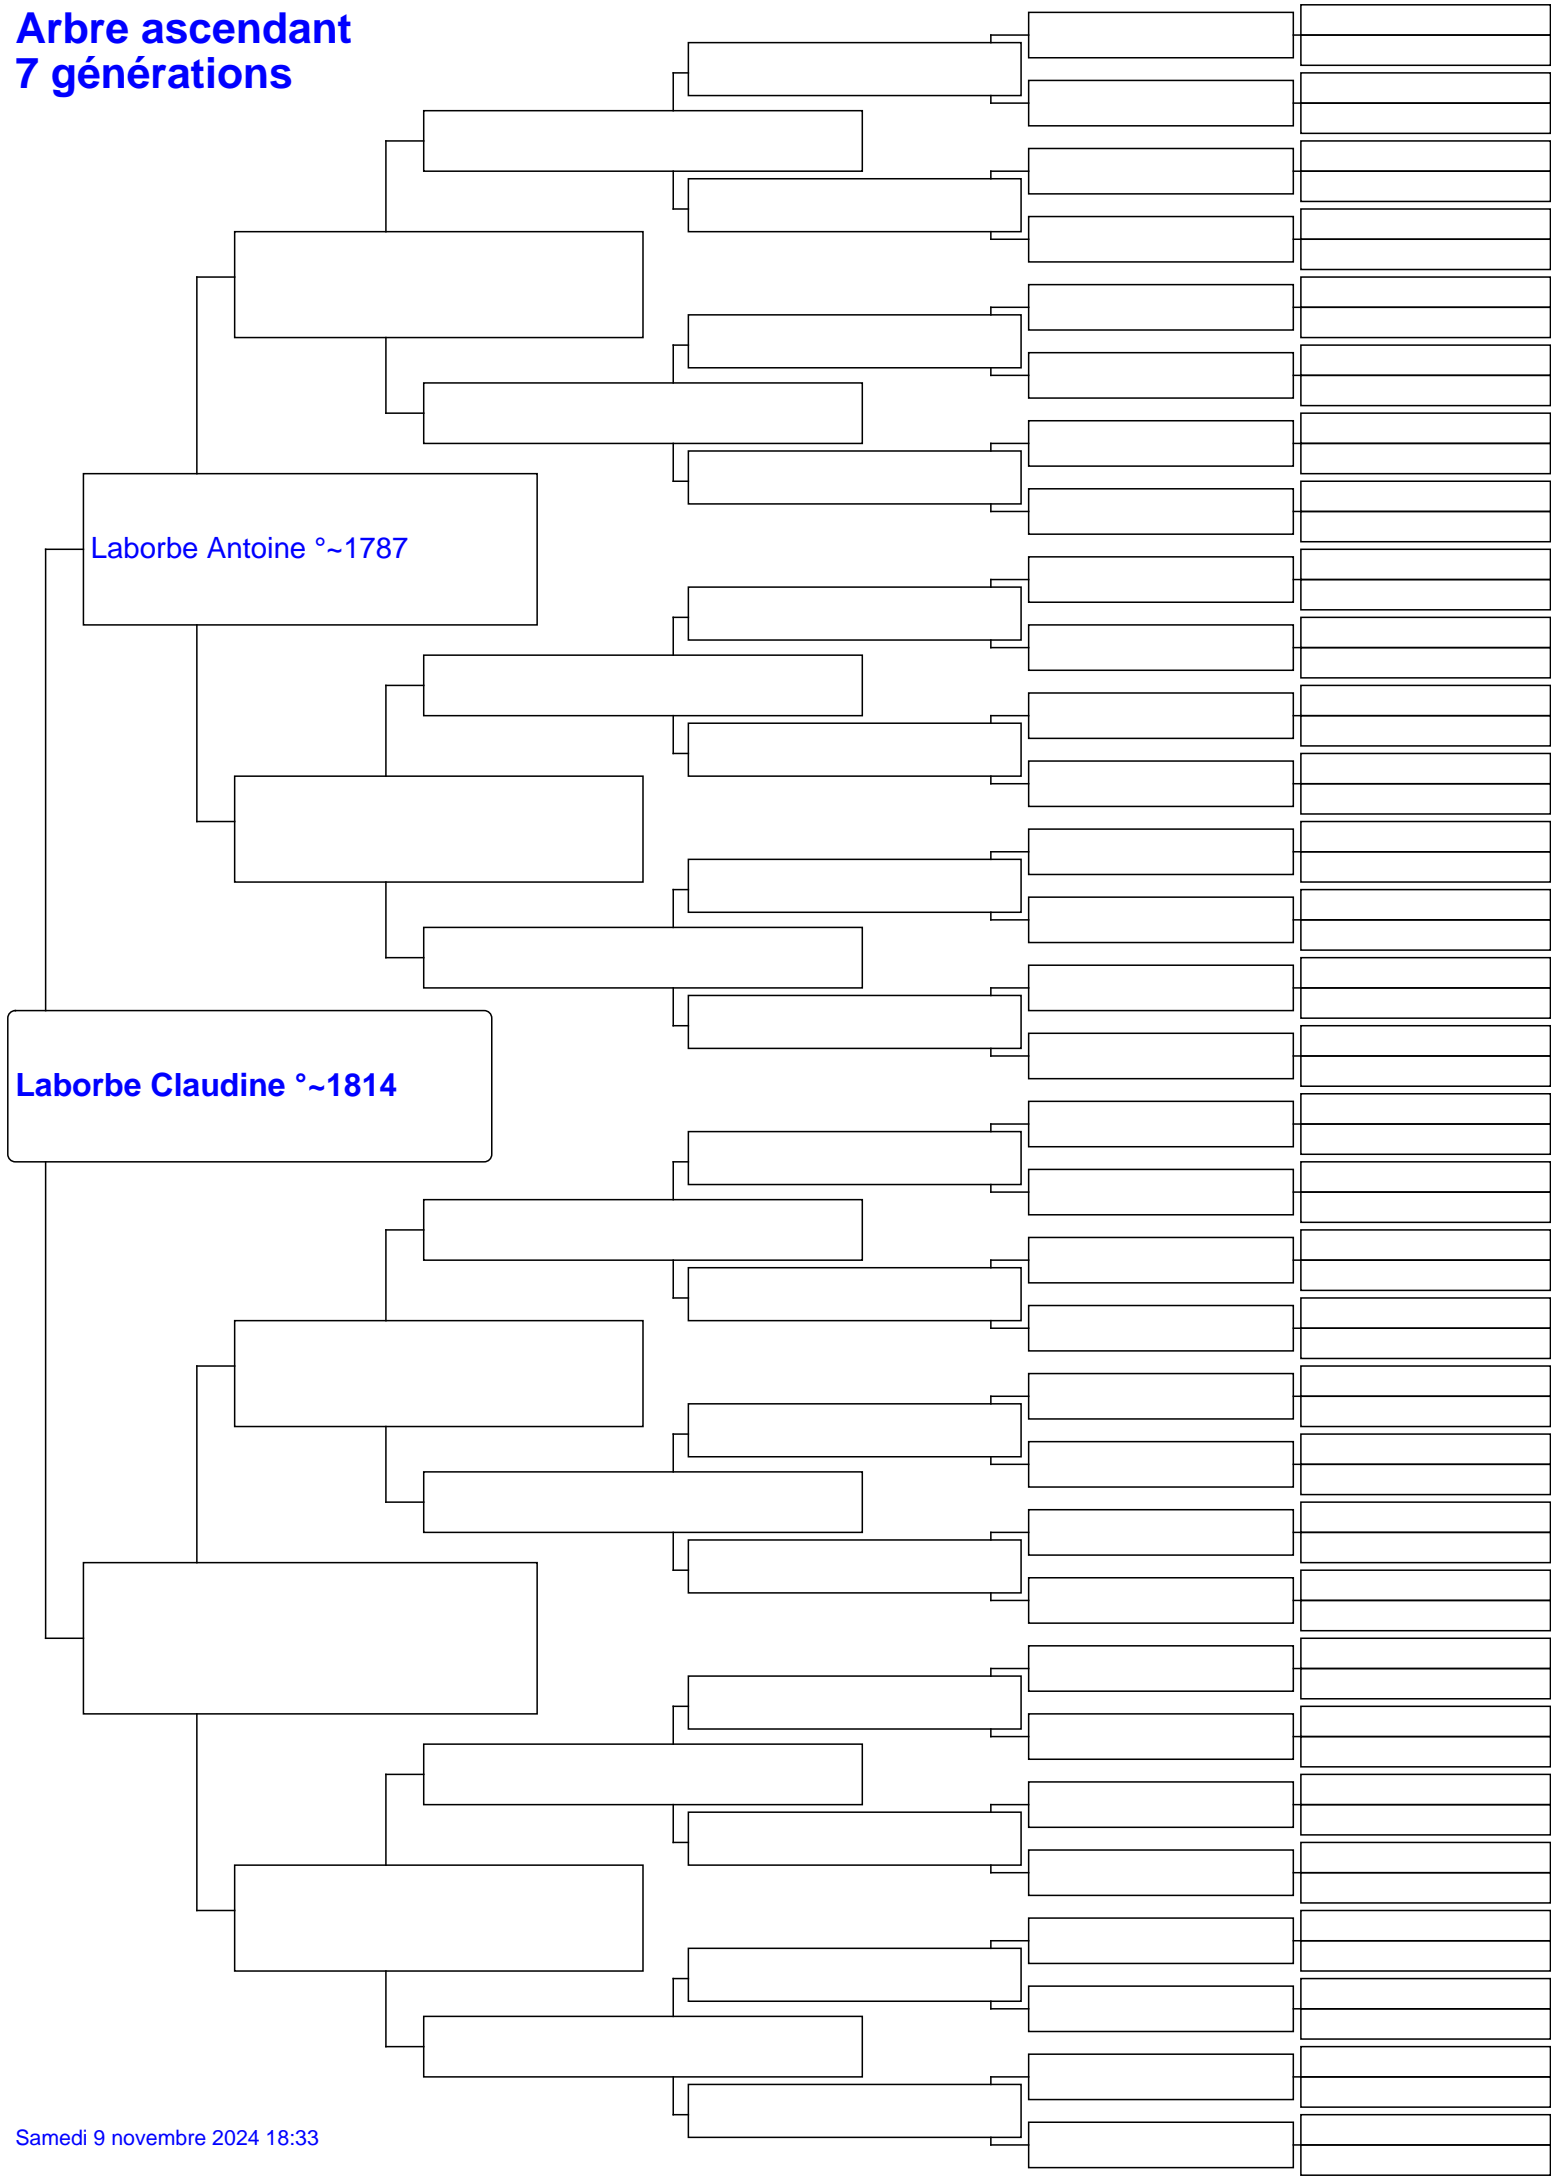 Arbre ascendant
7 générations
Laborbe Antoine °~1787
Laborbe Claudine °~1814
Samedi 9 novembre 2024 18:33